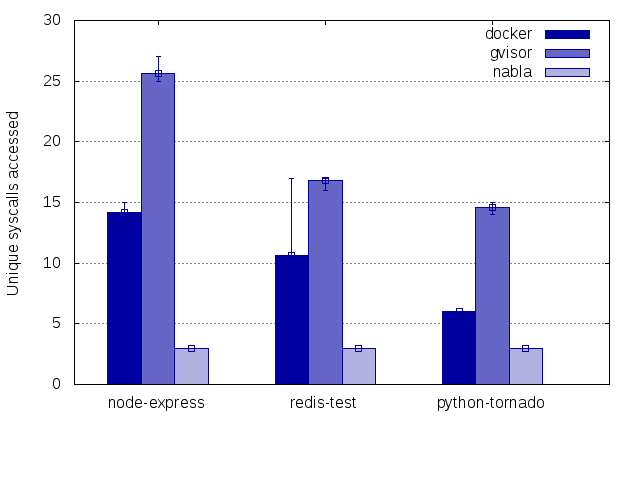 30
25
20
15
10
5
0
Unique syscalls accessed
docker
gvisor
nabla
node-express
redis-test
python-tornado